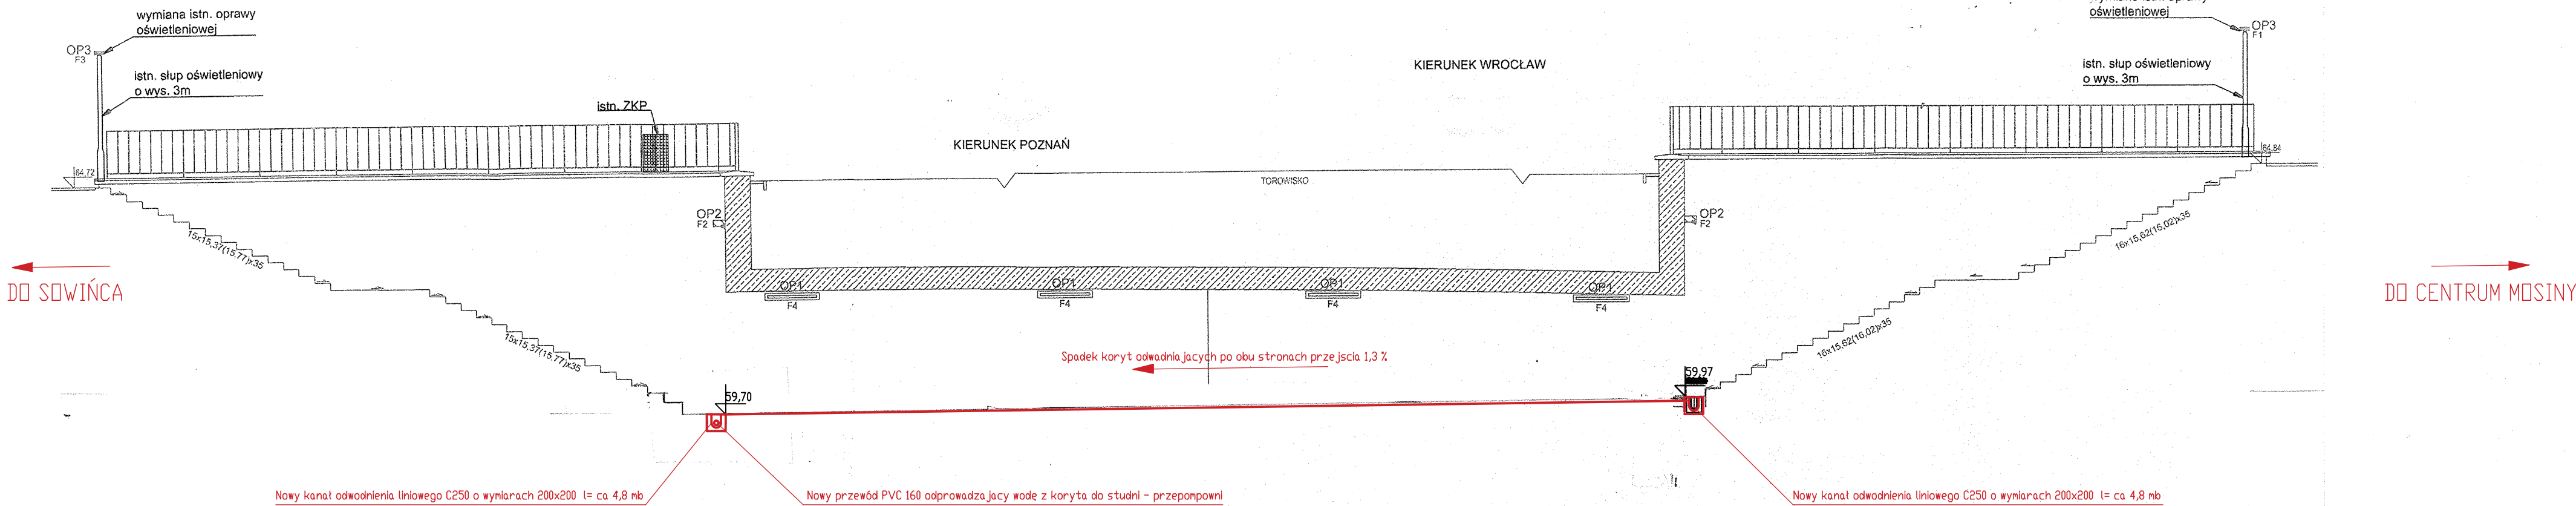 wymiana istn. oprawy
oświetleniowej
OP3
F3
istn. słup oświetleniowy
o wys. 3m
istn. ZKP
64,72
KIERUNEK POZNAŃ
KIERUNEK WROCŁAW
TOROWISKO
oświetleniowej
OP3
F1
istn. słup oświetleniowy
o wys. 3m
64,84
OP2
F2
OP2
F2
15x15,37(15,77)x35
16x15,62(16,02)x35
DO SOWIŃCA
DO CENTRUM MOSINY
OP1
F4
OP1
F4
OP1
F4
OP1
F4
15x15,37(15,77)x35
16x15,62(16,02)x35
Spadek koryt odwadniajacych po obu stronach przejscia 1,3 %
59,70
59,97
Nowy kanał odwodnienia liniowego C250 o wymiarach 200x200 l= ca 4,8 mb
Nowy przewód PVC 160 odprowadzajacy wodę z koryta do studni - przepompowni
Nowy kanał odwodnienia liniowego C250 o wymiarach 200x200 l= ca 4,8 mb